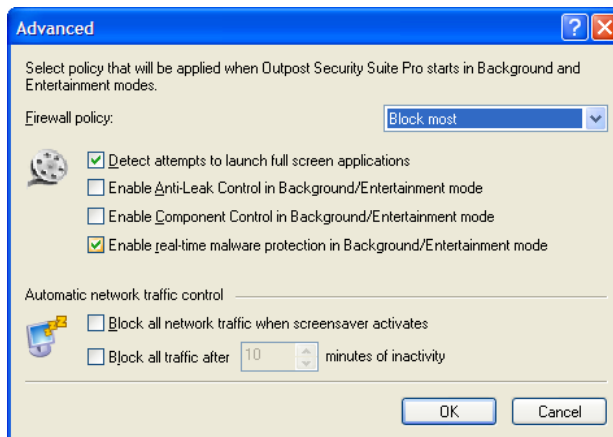 Advanced
Select policy that will be applied when Outpost Security Suite Pro starts in Background and
Entertainment modes.
Firewall policy:
Block most
Detect attempts to launch full screen applications
Enable Anti-Leak Control in Background/Entertainment mode
Enable Component Control in Background/Entertainment mode
Enable real-time malware protection in Background/Entertainment mode
Automatic network traffic control
Block all network traffic when screensaver activates
Block all traffic after 10 minutes of inactivity
OK Cancel